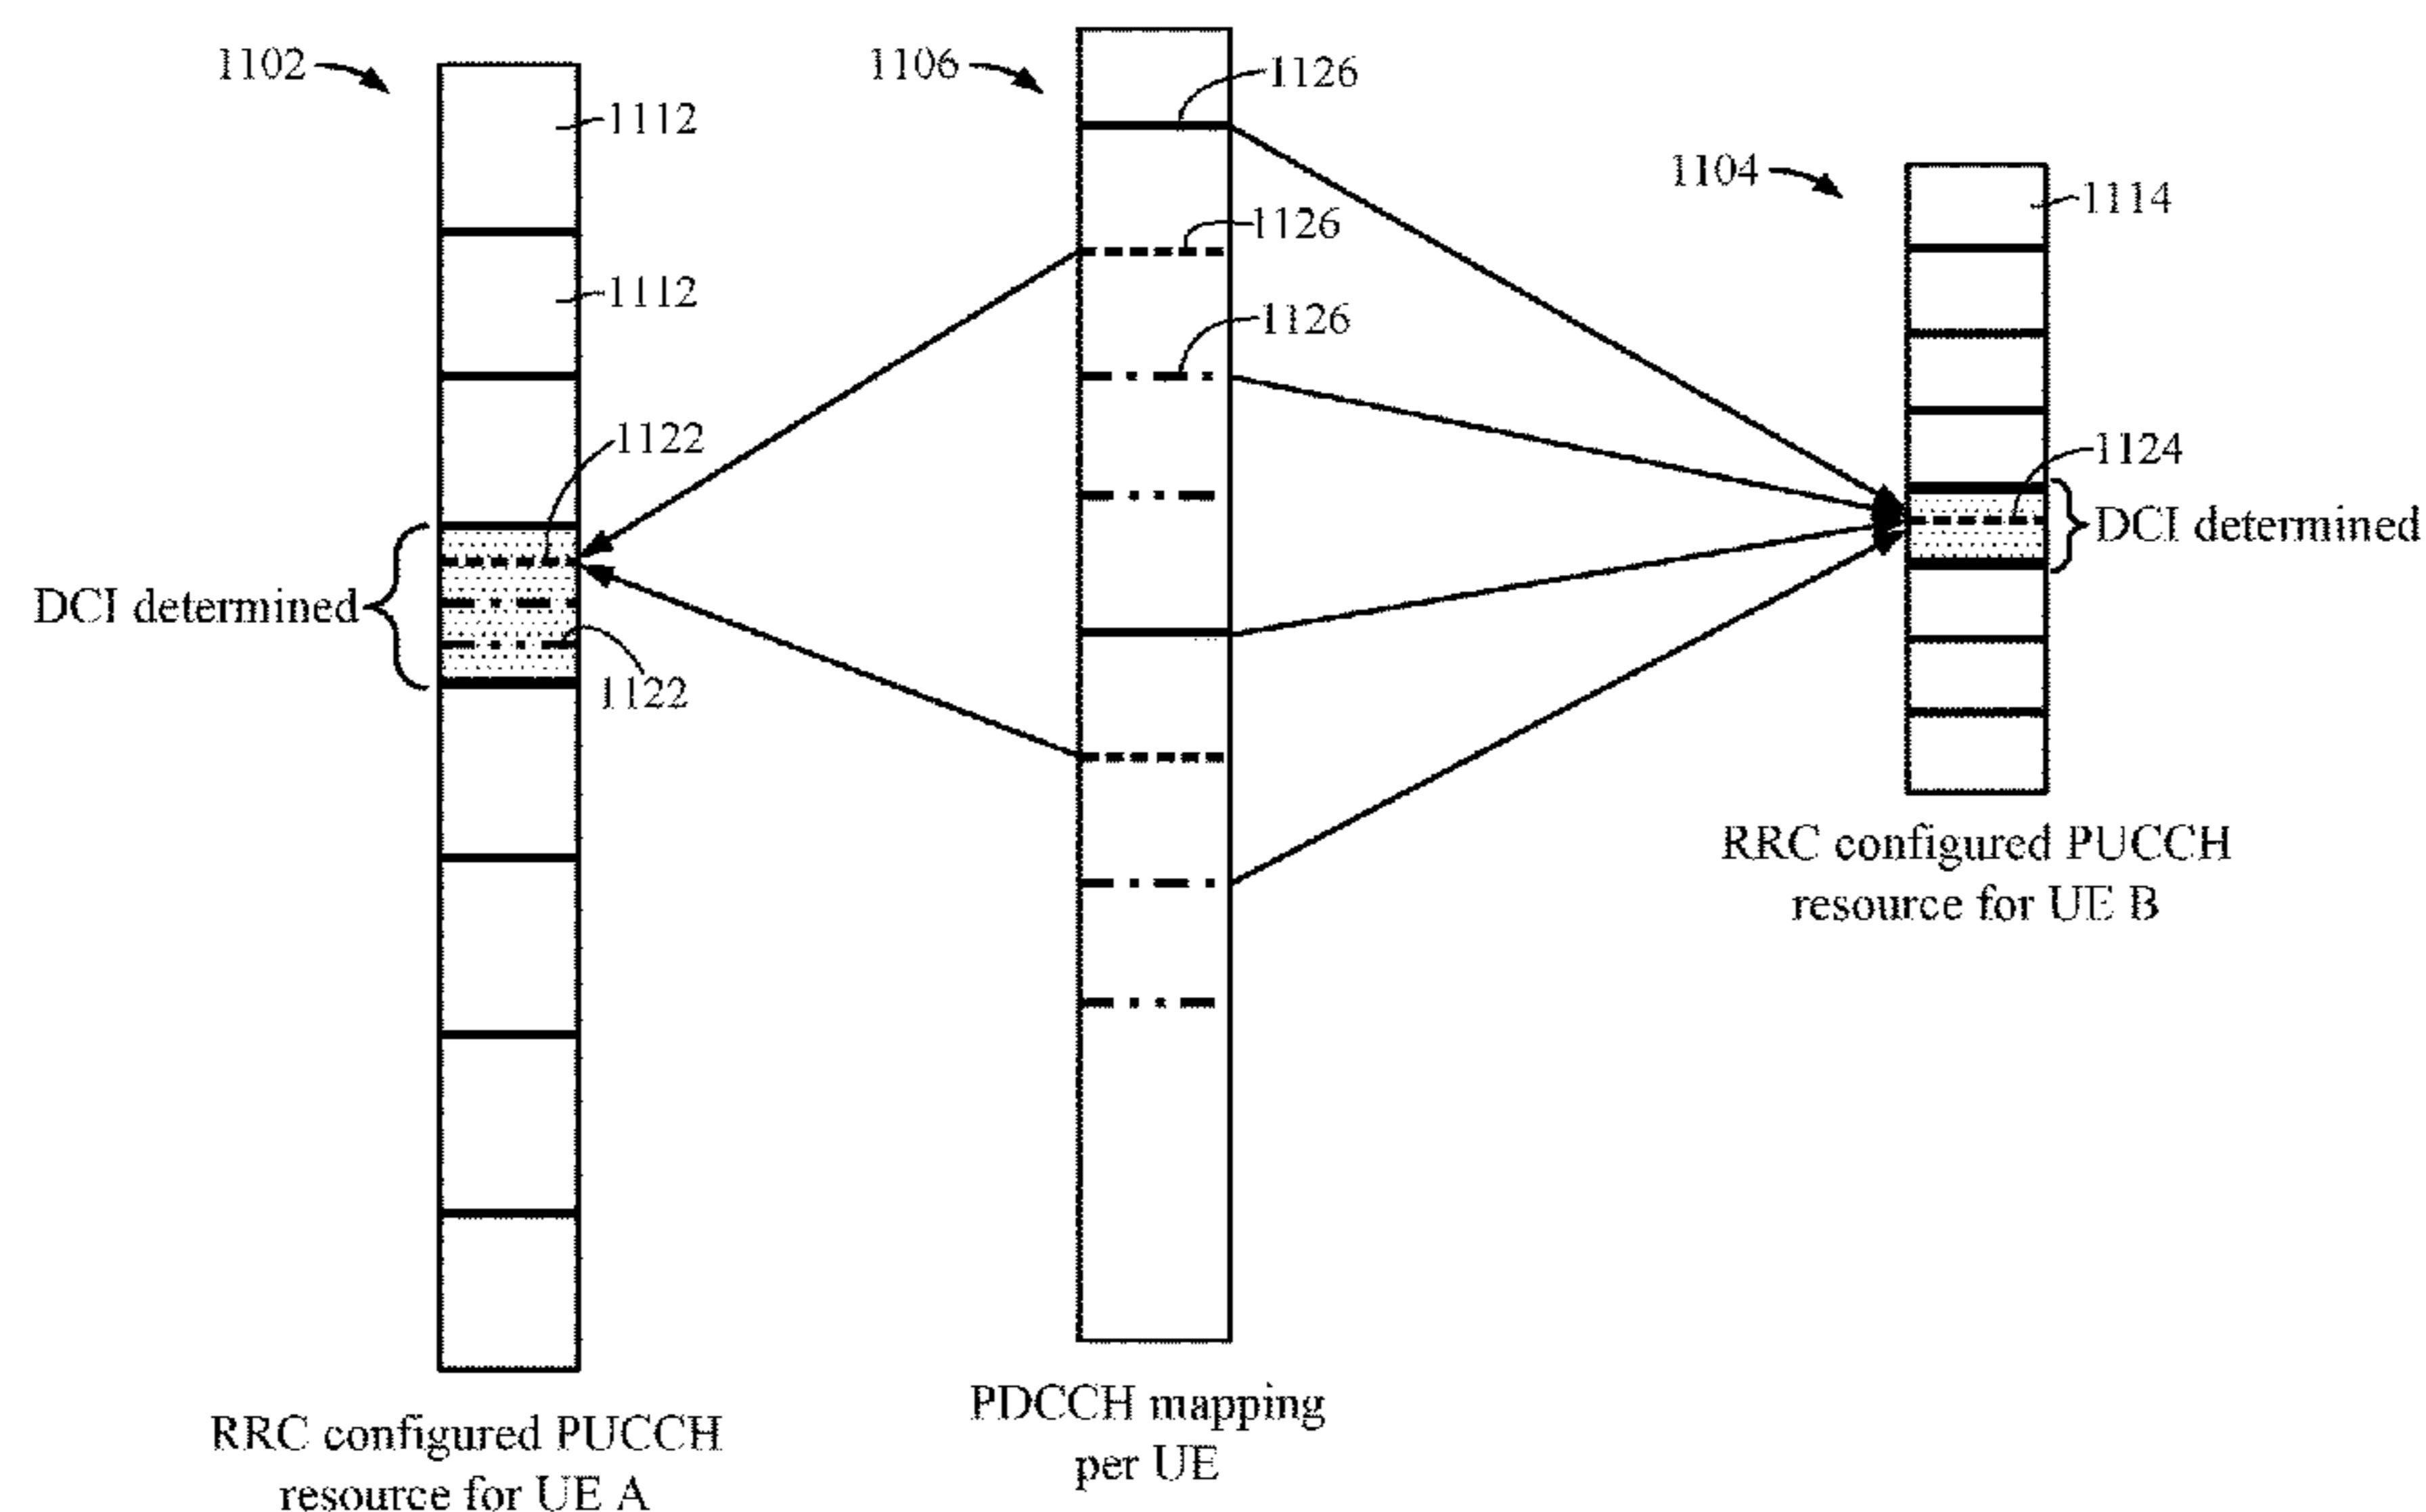 1102
1112
1112
1122
DCI determined
1122
RRC configured PUCCH
resource for UE A
1106
1126
1126
1126
PDCCH mapping
per UE
1104
1114
1124
DCI determined
RRC configured PUCCH
resource for UE B